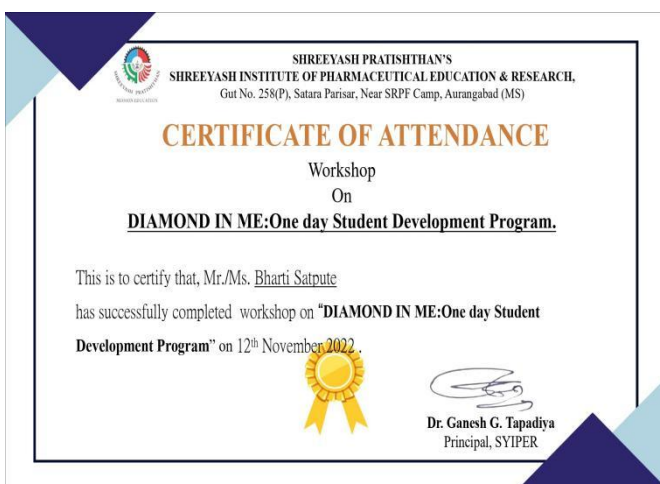 SHREEYASH PRATISHTHAN'S
SHREEYASH INSTITUTE OF PHARMACEUTICAL EDUCATION & RESEARCH,
Gut No. 258(P), Satara Parisar, Near SRPF Camp, Aurangabad (MS)
CERTIFICATE OF ATTENDANCE
Workshop
On
DIAMOND IN ME:One day Student Development Program.
This is to certify that, Mr./Ms. Bharti Satpute
has successfully completed workshop on "DIAMOND IN ME:One day Student
Development Program" on 12th November 2022 .
Dr. Ganesh G. Tapadiya
Principal, SYIPER